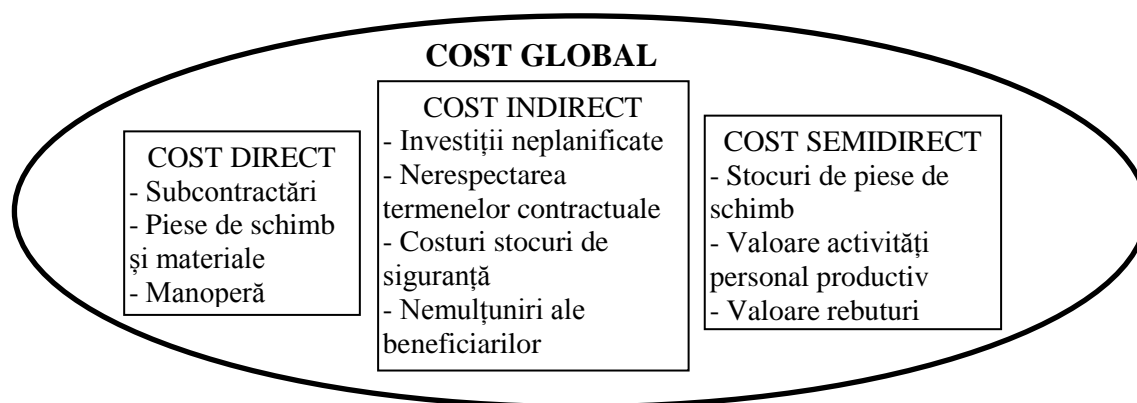 COST GLOBAL
COST DIRECT
- Subcontractări
- Piese de schimb
și materiale
- Manoperă
COST INDIRECT
- Investiții neplanificate
- Nerespectarea
termenelor contractuale
- Costuri stocuri de
siguranță
- Nemulțuniri ale
beneficiarilor
COST SEMIDIRECT
- Stocuri de piese de
schimb
- Valoare activități
personal productiv
- Valoare rebuturi